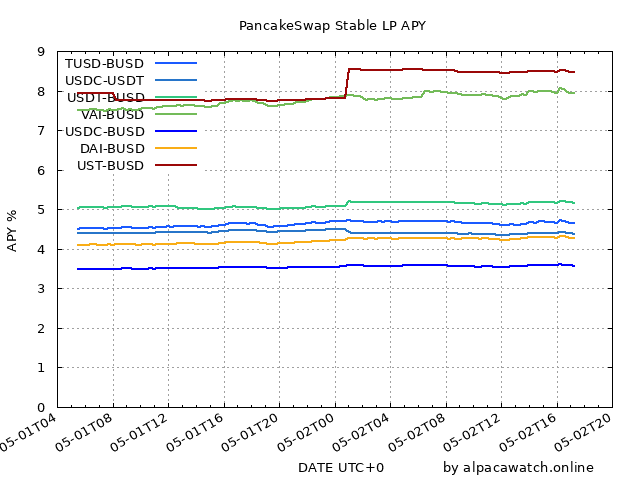 PancakeSwap Stable LP APY
9
8
7
6
5
4
3
2
1
0
APY %
TUSD-BUSD
USDC-USDT
USDT-BUSD
VAI-BUSD
USDC-BUSD
DAI-BUSD
UST-BUSD
05-01T04
05-01T08
05-01T12
05-01T16
05-01T20
05-02T00
05-02T04
05-02T08
05-02T12
05-02T16
05-02T20
DATE UTC+0
by alpacawatch.online